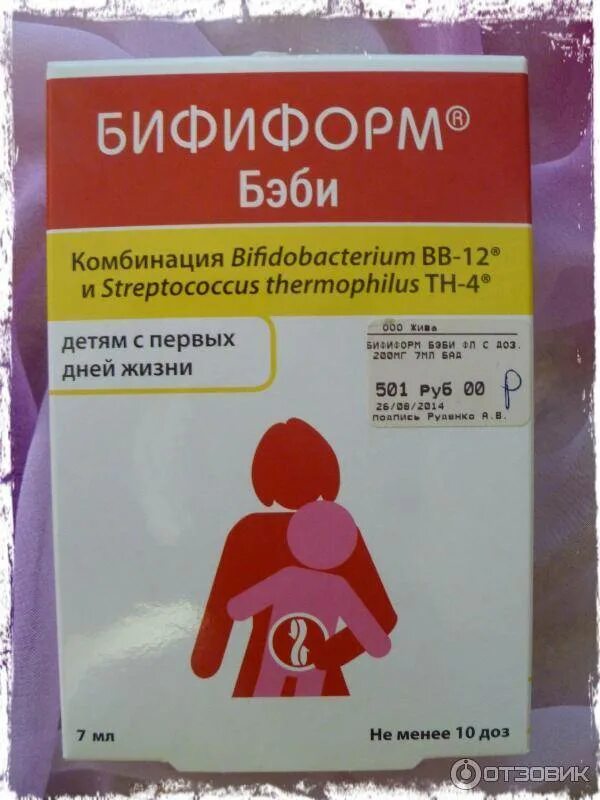 БИФИФОРМ®
Бэби
Комбинация Bifidobacterium BB-12®
и Streptococcus thermophilus TH-4®
детям с первых
дней жизни
ООО Жива
БИФИФОРМ БЭБИ ФЛ С ДОЗ.
200МГ 7МЛ БАД
501 руб 00 Р
26/08/2014
подпись Руденко А.В.
7 мл
Не менее 10 доз
ОТЗОВИК